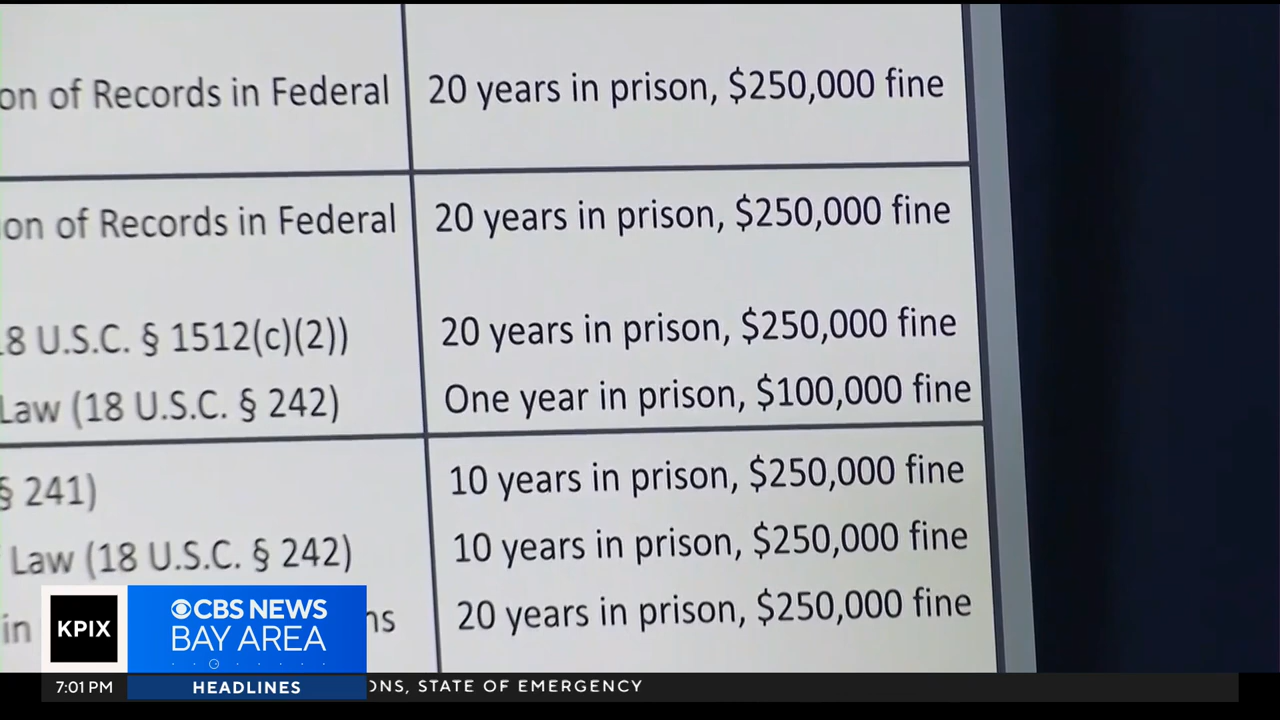 on of Records in Federal 20 years in prison, $250,000 fine
on of Records in Federal 20 years in prison, $250,000 fine
8 U.S.C. § 1512(c)(2)) 20 years in prison, $250,000 fine
Law (18 U.S.C. § 242) One year in prison, $100,000 fine
§ 241) 10 years in prison, $250,000 fine
Law (18 U.S.C. § 242) 10 years in prison, $250,000 fine
in ns 20 years in prison, $250,000 fine
KPIX
CBS NEWS
BAY AREA
7:01 PM HEADLINES ONS, STATE OF EMERGENCY